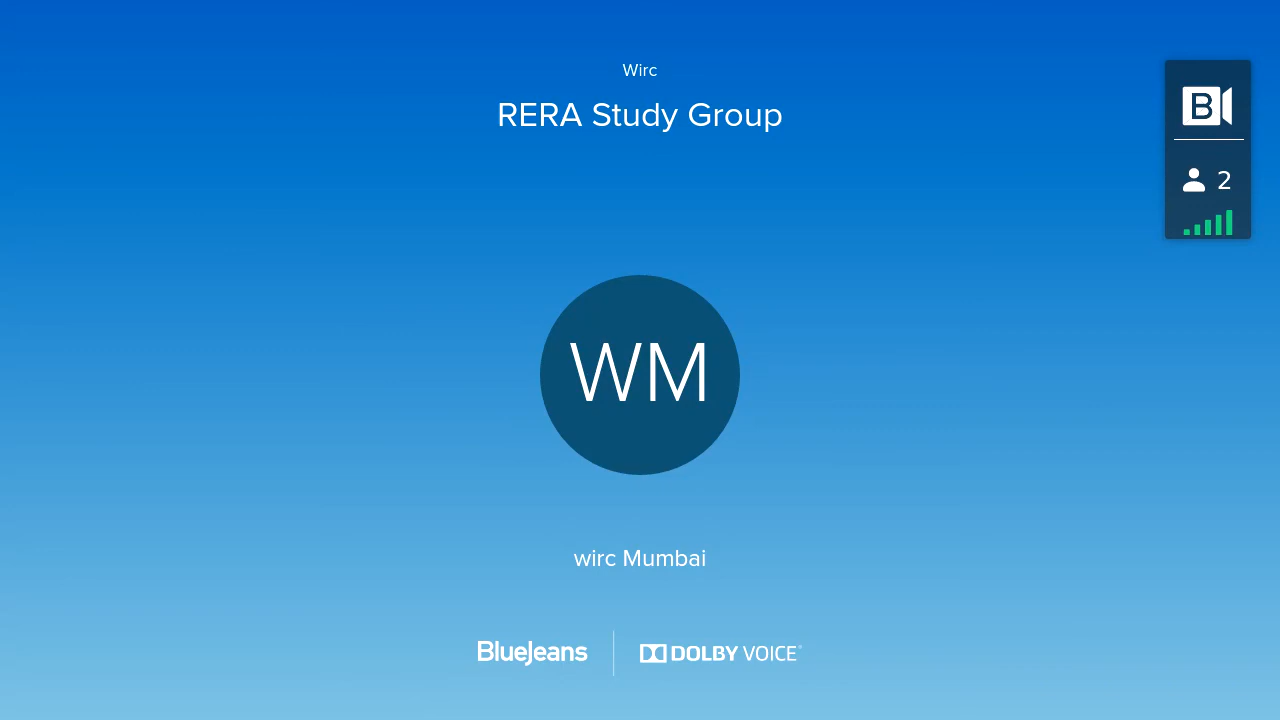 Wirc
RERA Study Group
B
2
WM
wirc Mumbai
BlueJeans
DOLBY VOICE